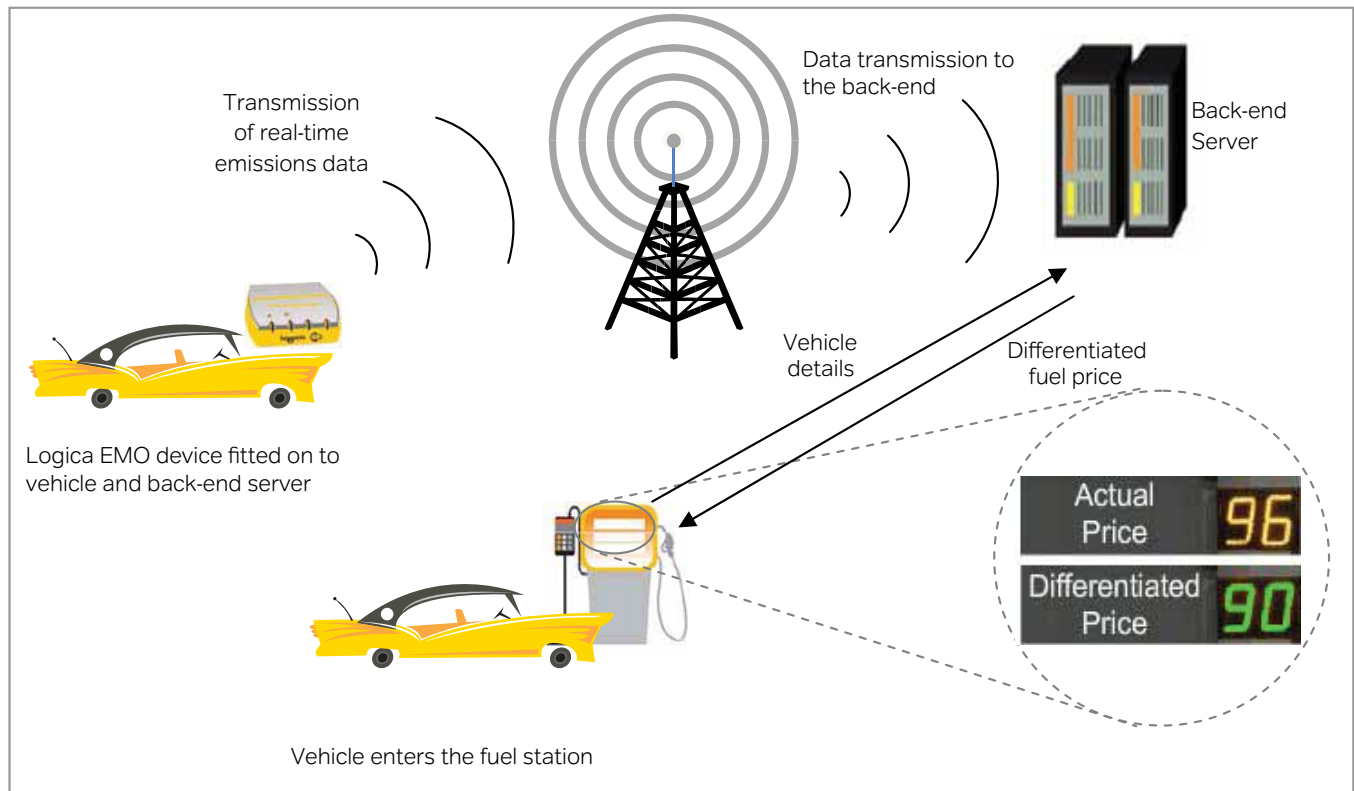 Transmission
of real-time
emissions data
Data transmission to
the back-end
Back-end
Server
Logica EMO device fitted on to
vehicle and back-end server
Vehicle
details
Differentiated
fuel price
Actual
Price
96
Differentiated
Price
90
Vehicle enters the fuel station